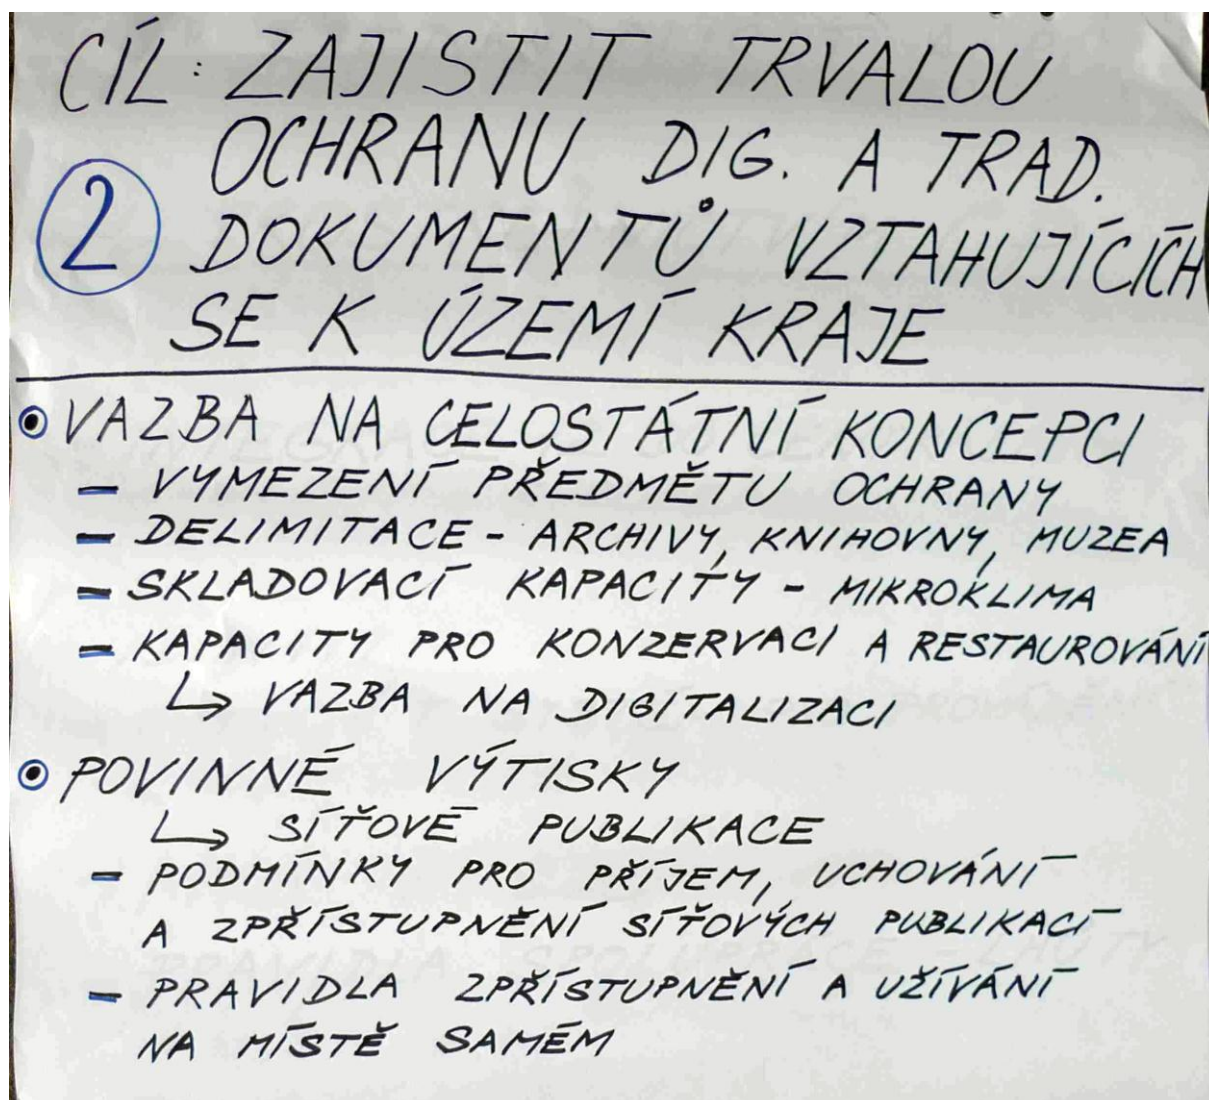 CÍL: ZAJISTIT TRVALOU
OCHRANU DIG. A TRAD.
2 DOKUMENTŮ VZTAHUJÍCÍCH
SE K ÚZEMÍ KRAJE
VAZBA NA CELOSTÁTNÍ KONCEPCI
- VYMEZENÍ PŘEDMĚTU OCHRANY
- DELIMITACE - ARCHIVY, KNIHOVNY, MUZEA
- SKLADOVACÍ KAPACITY - MIKROKLIMA
- KAPACITY PRO KONZERVACI A RESTAUROVÁNÍ
↳ VAZBA NA DIGITALIZACI
POVINNÉ VÝTISKY
↳ SÍŤOVÉ PUBLIKACE
- PODMÍNKY PRO PŘÍJEM, UCHOVÁNÍ
A ZPŘÍSTUPNĚNÍ SÍŤOVÝCH PUBLIKACÍ
- PRAVIDLA ZPŘÍSTUPNĚNÍ A UŽÍVÁNÍ
NA MÍSTĚ SAMÉM